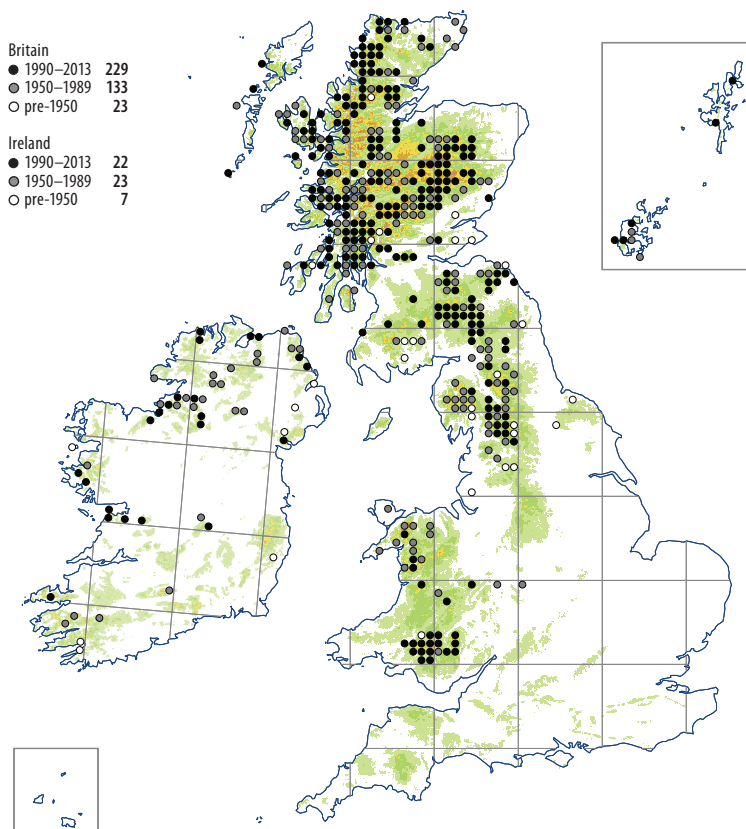 Britain
1990–2013 229
1950–1989 133
pre-1950 23
Ireland
1990–2013 22
1950–1989 23
pre-1950 7